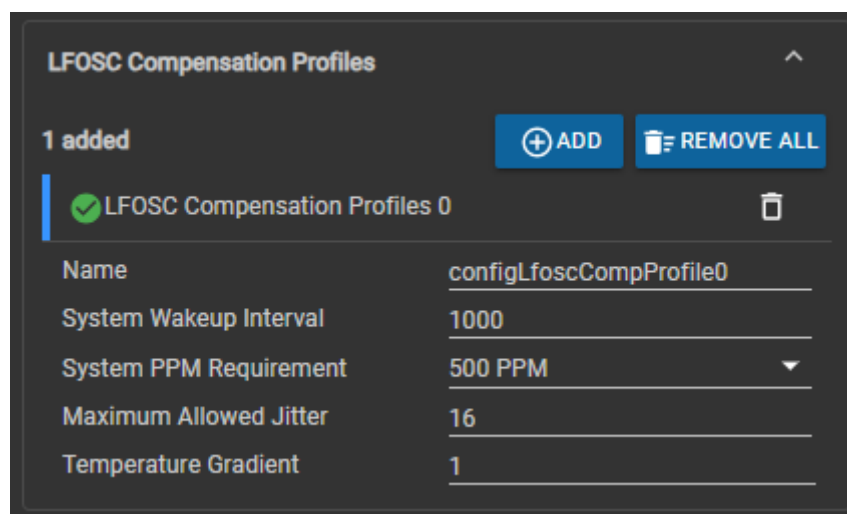 LFOSC Compensation Profiles
1 added ADD REMOVE ALL
LFOSC Compensation Profiles 0
Name configLfoscCompProfile0
System Wakeup Interval 1000
System PPM Requirement 500 PPM
Maximum Allowed Jitter 16
Temperature Gradient 1